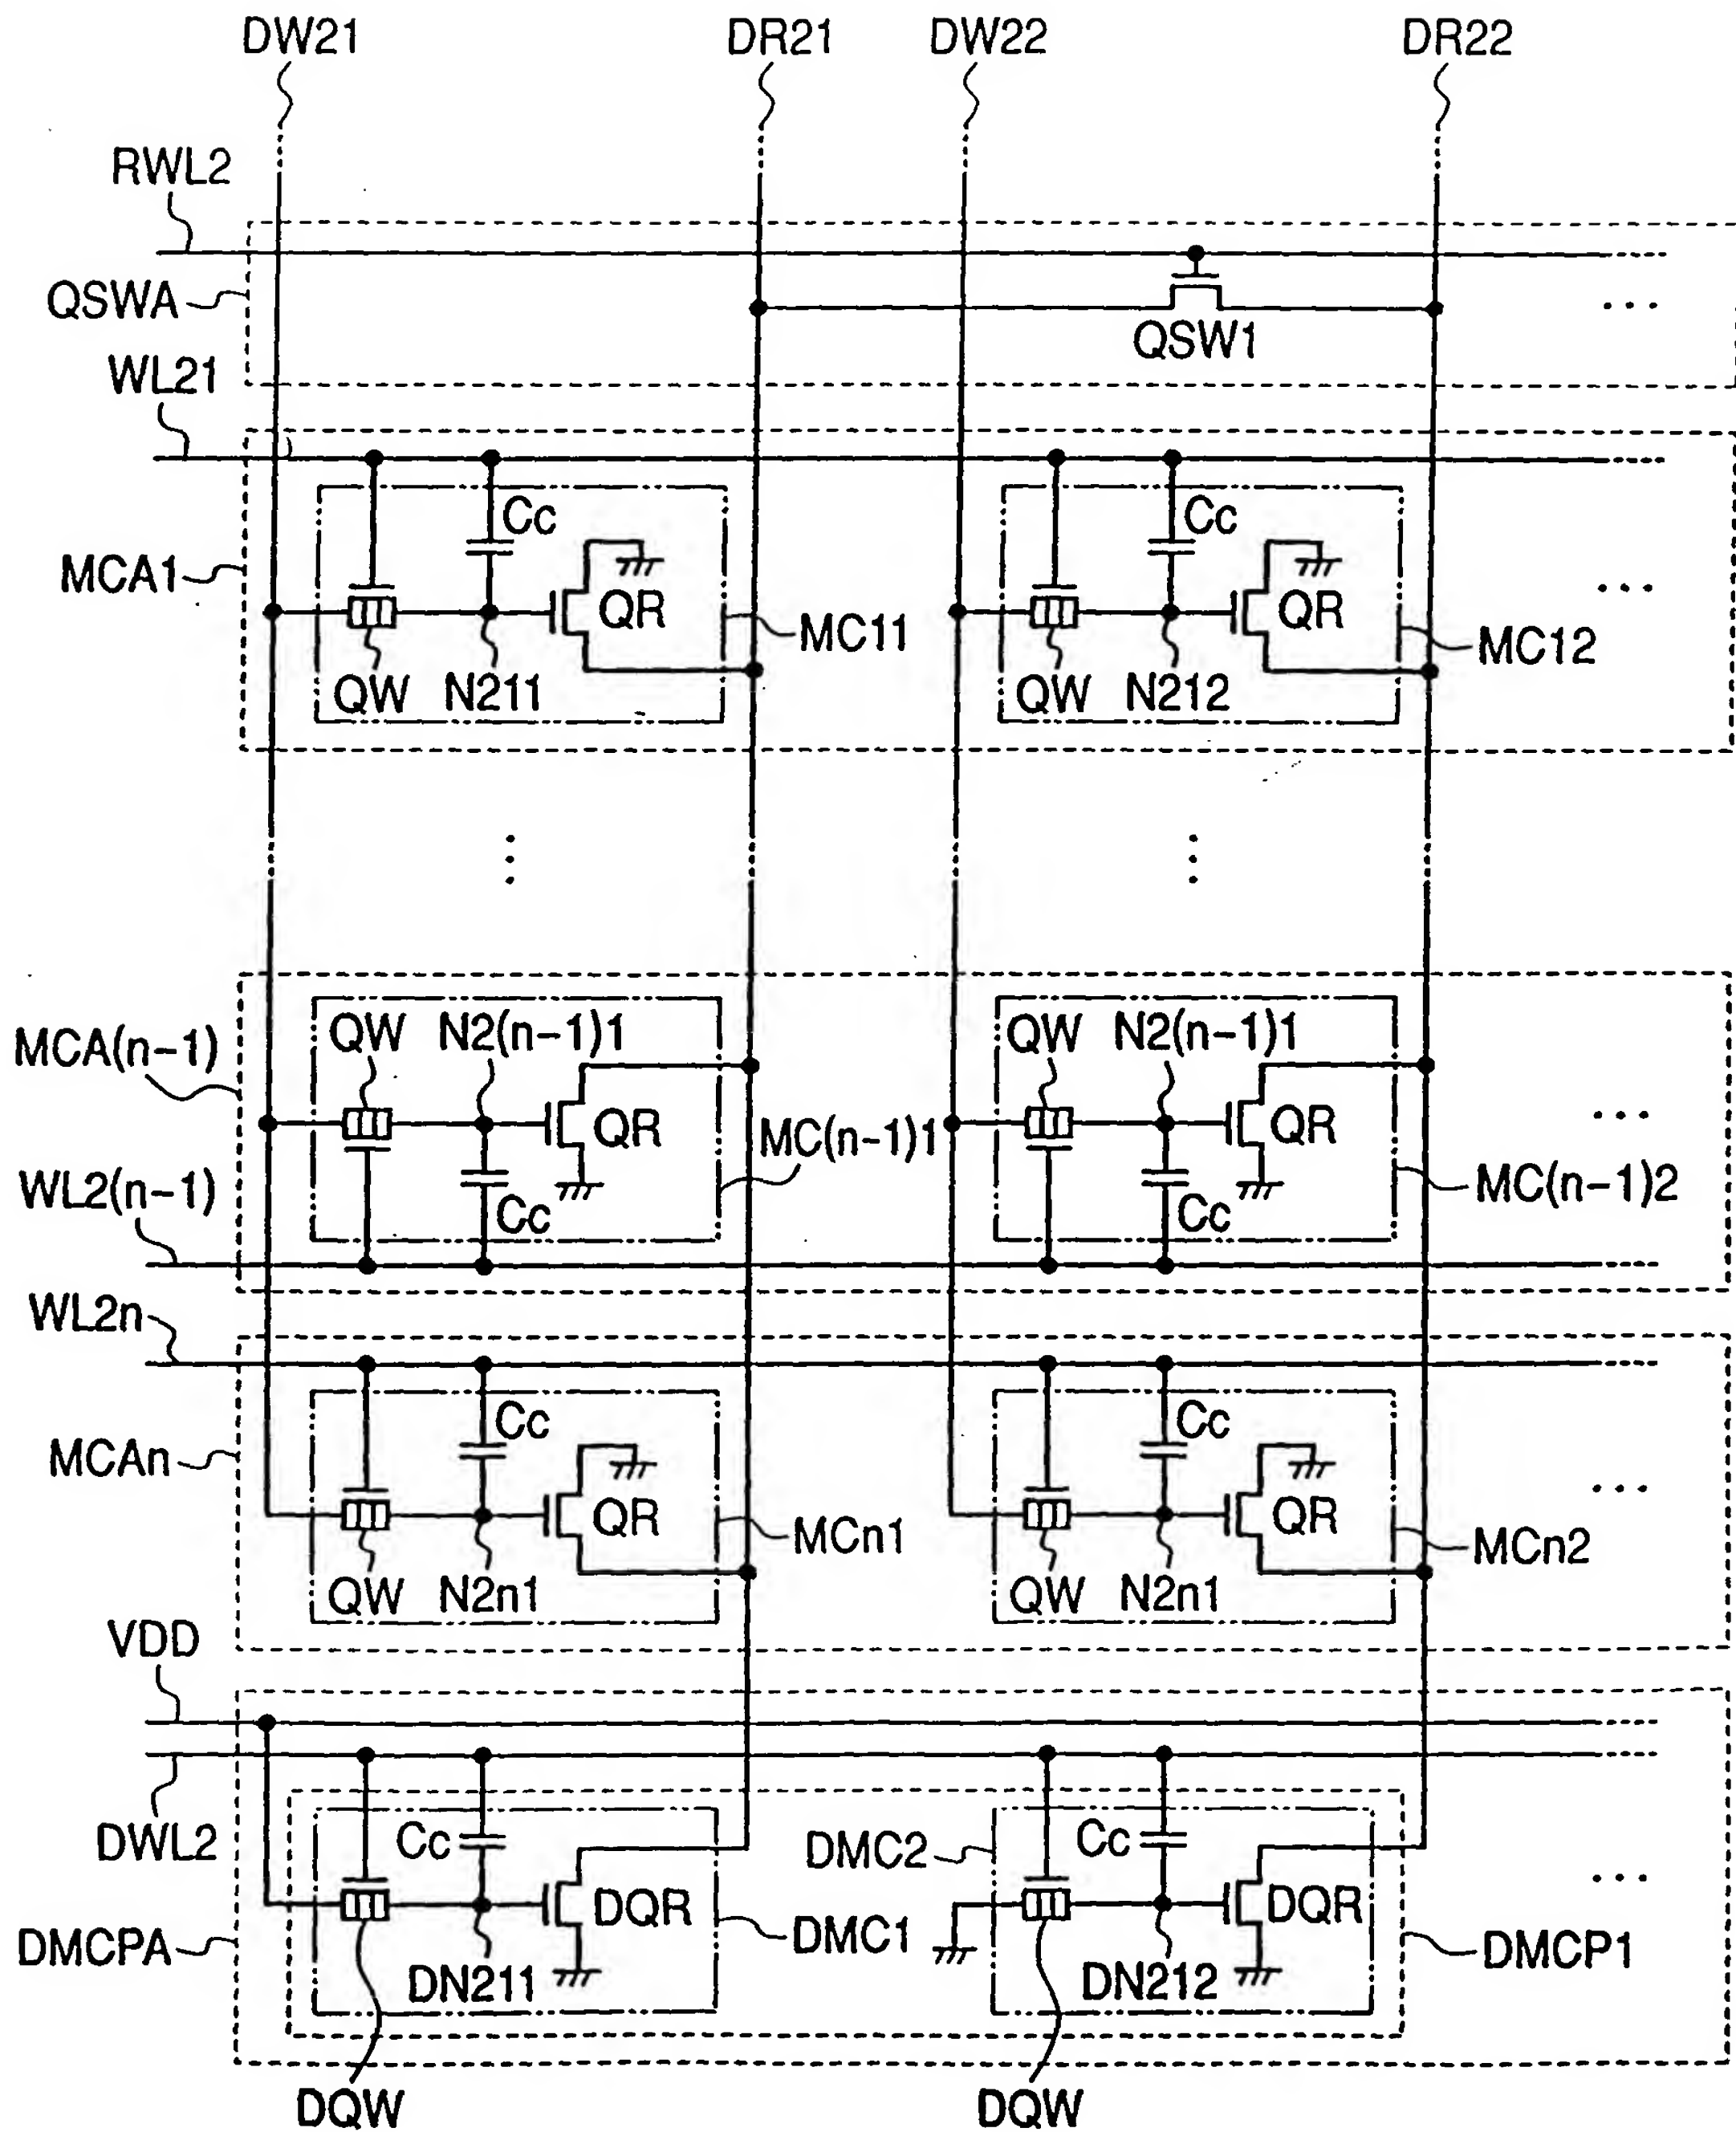 DW21 DR21 DW22 DR22
RWL2
QSWA
QSW1
WL21
Cc Cc
MCA1
QR QR
MC11 MC12
QW N211 QW N212
QW N2(n-1)1 QW N2(n-1)1
MCA(n-1)
QR MC(n-1)1 QR
WL2(n-1) MC(n-1)2
Cc Cc
WL2n
Cc Cc
MCAn
QR MCn1 QR MCn2
QW N2n1 QW N2n1
VDD
DWL2 Cc DMC2 Cc
DQR DQR
DMCPA DMC1 DMCP1
DN211 DN212
DQW DQW